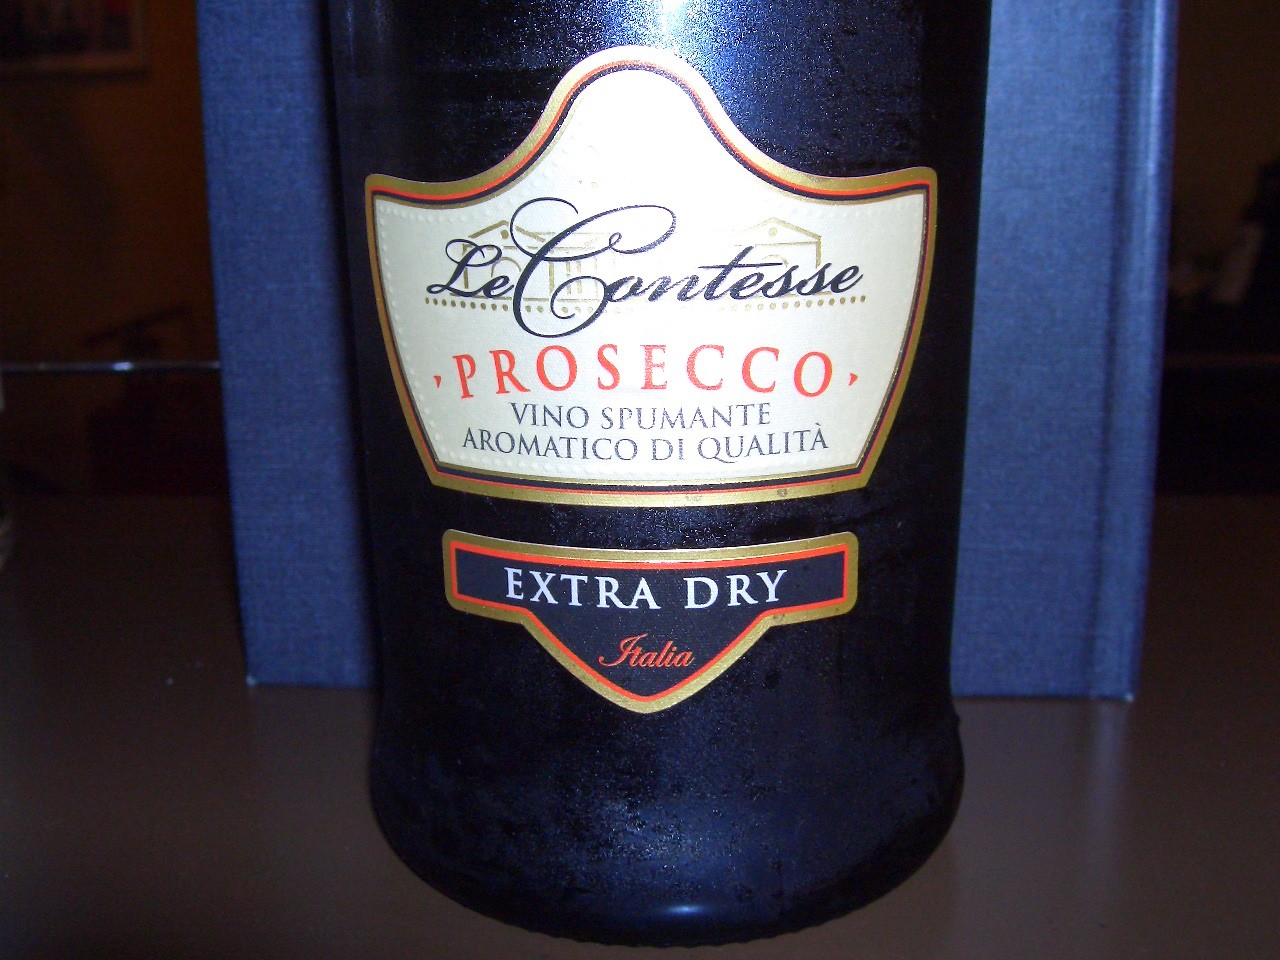 Le Contesse
PROSECCO
VINO SPUMANTE
AROMATICO DI QUALITÀ
EXTRA DRY
Italia